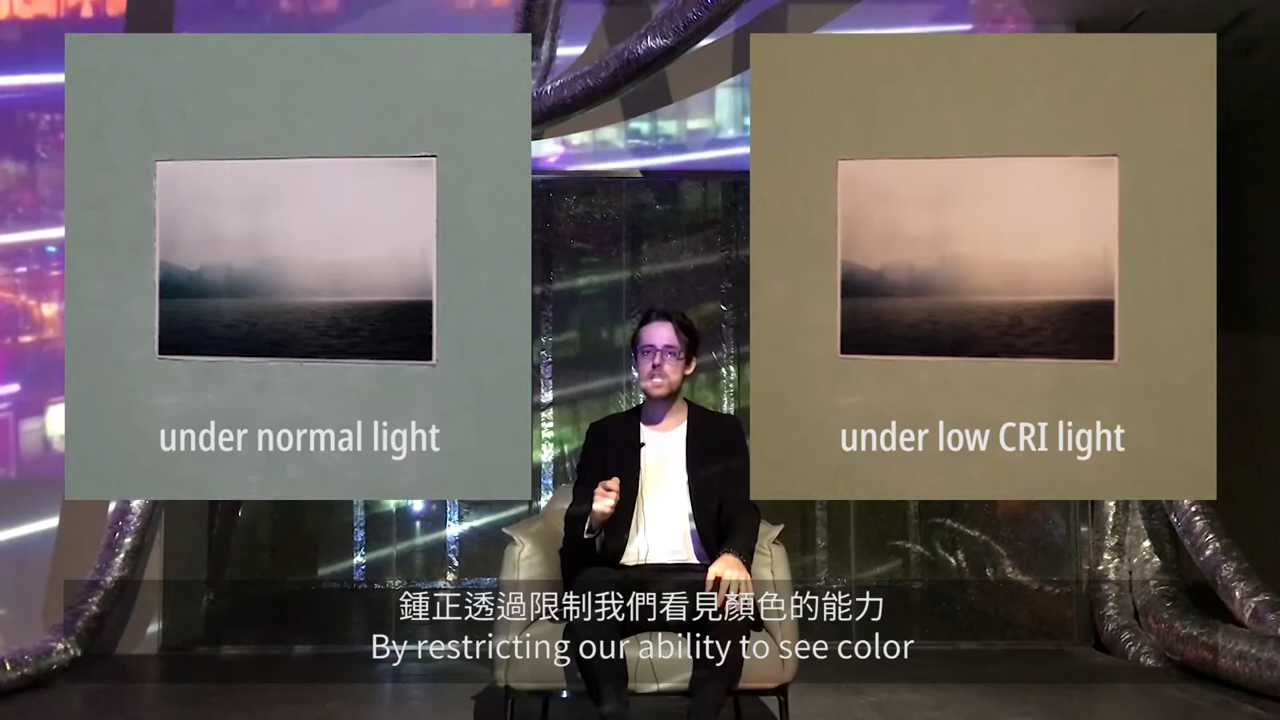 under normal light
under low CRI light
鍾正透過限制我們看見顏色的能力
By restricting our ability to see color